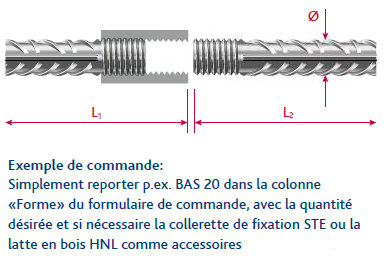 Ø
L₁ L₂
Exemple de commande:
Simplement reporter p.ex. BAS 20 dans la colonne
«Forme» du formulaire de commande, avec la quantité
désirée et si nécessaire la collerette de fixation STE ou la
latte en bois HNL comme accessoires